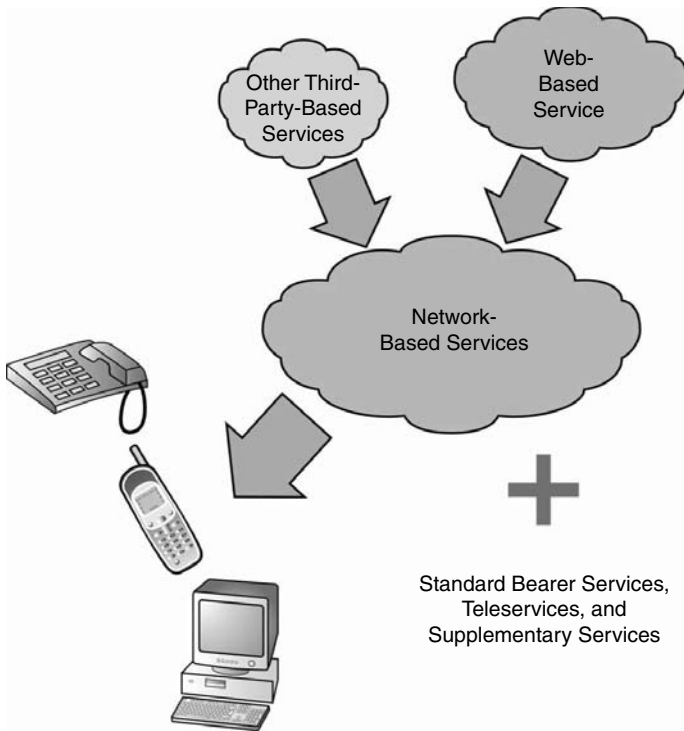 Other Third-
Party-Based
Services
Web-
Based
Service
Network-
Based Services
Standard Bearer Services,
Teleservices, and
Supplementary Services